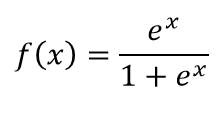 f(x) = e^x / (1 + e^x)